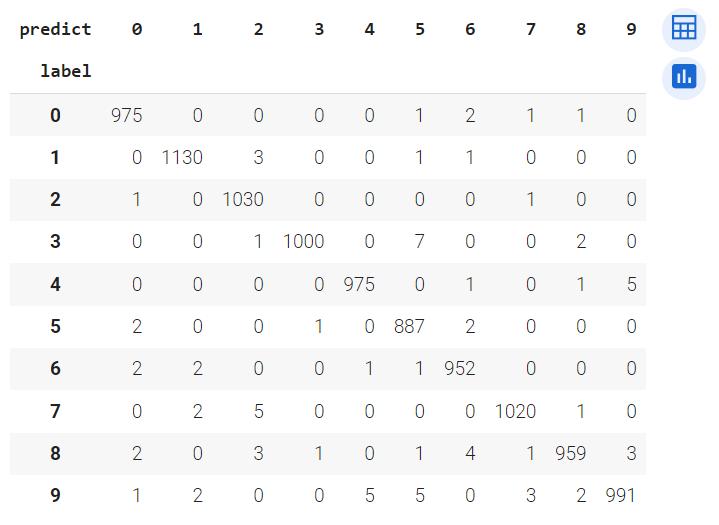 predict 0 1 2 3 4 5 6 7 8 9
label
0 975 0 0 0 0 1 2 1 1 0
1 0 1130 3 0 0 1 1 0 0 0
2 1 0 1030 0 0 0 0 1 0 0
3 0 0 1 1000 0 7 0 0 2 0
4 0 0 0 0 975 0 1 0 1 5
5 2 0 0 1 0 887 2 0 0 0
6 2 2 0 0 1 1 952 0 0 0
7 0 2 5 0 0 0 0 1020 1 0
8 2 0 3 1 0 1 4 1 959 3
9 1 2 0 0 5 5 0 3 2 991